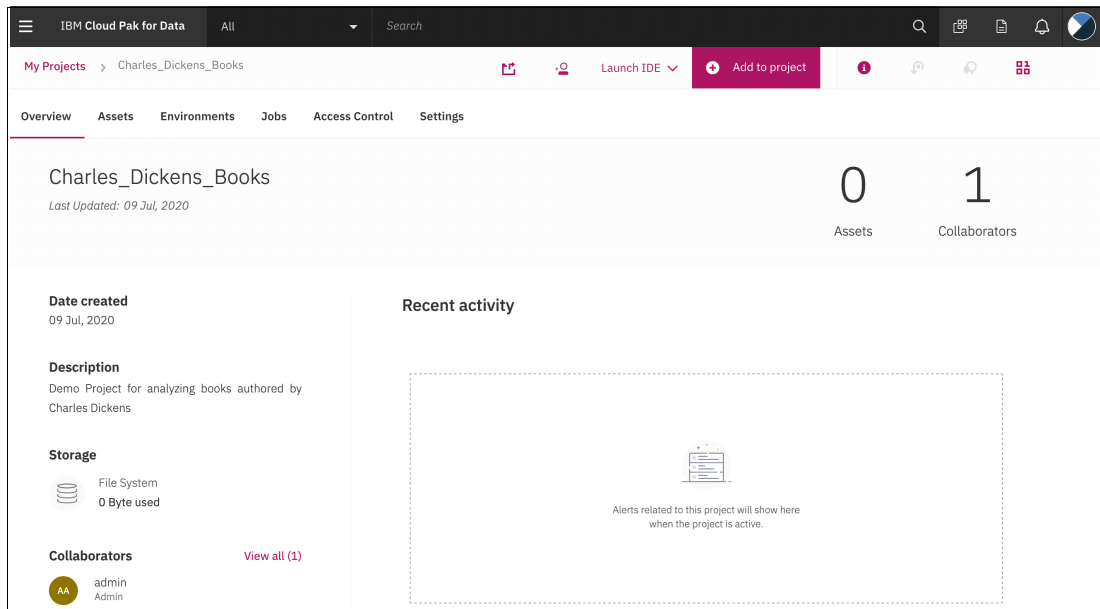 IBM Cloud Pak for Data
All
Search
My Projects > Charles_Dickens_Books
Launch IDE
Add to project
Overview Assets Environments Jobs Access Control Settings
Charles_Dickens_Books
Last Updated: 09 Jul, 2020
0
Assets
1
Collaborators
Date created
09 Jul, 2020
Description
Demo Project for analyzing books authored by
Charles Dickens
Storage
File System
0 Byte used
Collaborators
View all (1)
AA
admin
Admin
Recent activity
Alerts related to this project will show here
when the project is active.